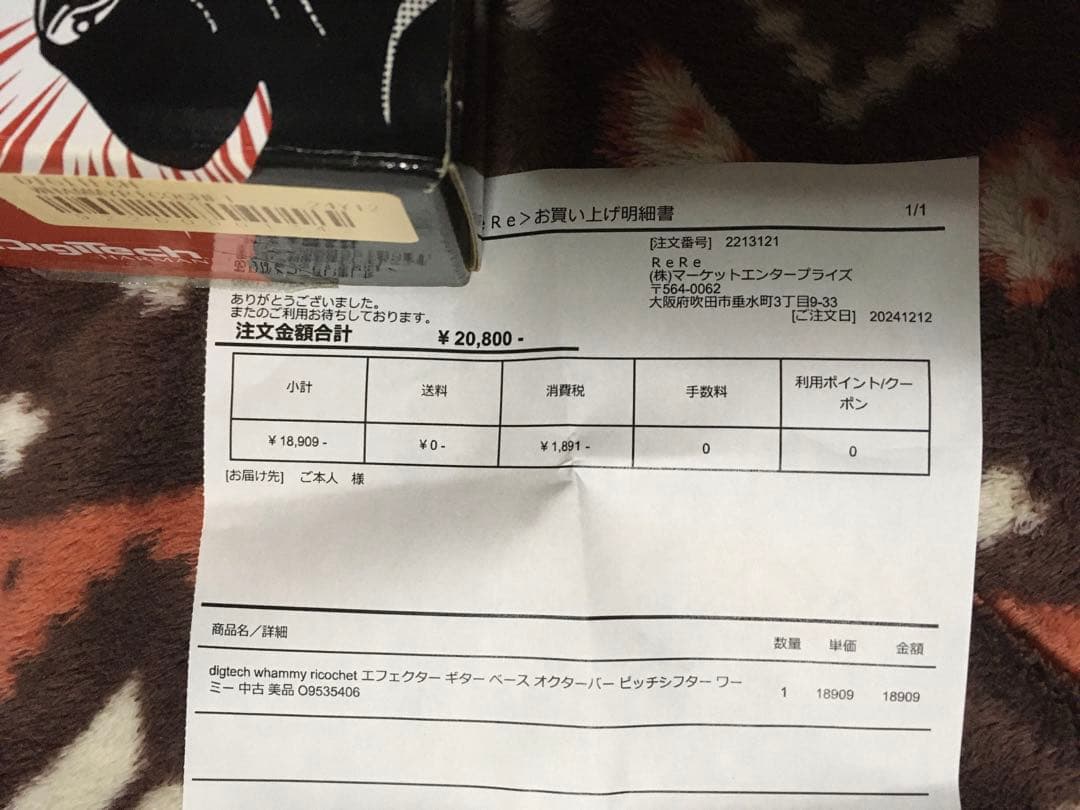 DigiTech
HARMAN
eRe＞お買い上げ明細書
1/1
[注文番号] 2213121
ＲｅＲｅ
(株)マーケットエンタープライズ
〒564-0062
大阪府吹田市垂水町3丁目9-33
[ご注文日] 20241212
ありがとうございました。
またのご利用お待ちしております。
注文金額合計 ￥20,800 -
小計 送料 消費税 手数料 利用ポイント/クーポン
￥18,909 - ￥0 - ￥1,891 - 0 0
[お届け先] ご本人 様
商品名／詳細 数量 単価 金額
digtech whammy ricochet エフェクター ギター ベース オクターバー ピッチシフター ワー
ミー 中古 美品 O9535406 1 18909 18909